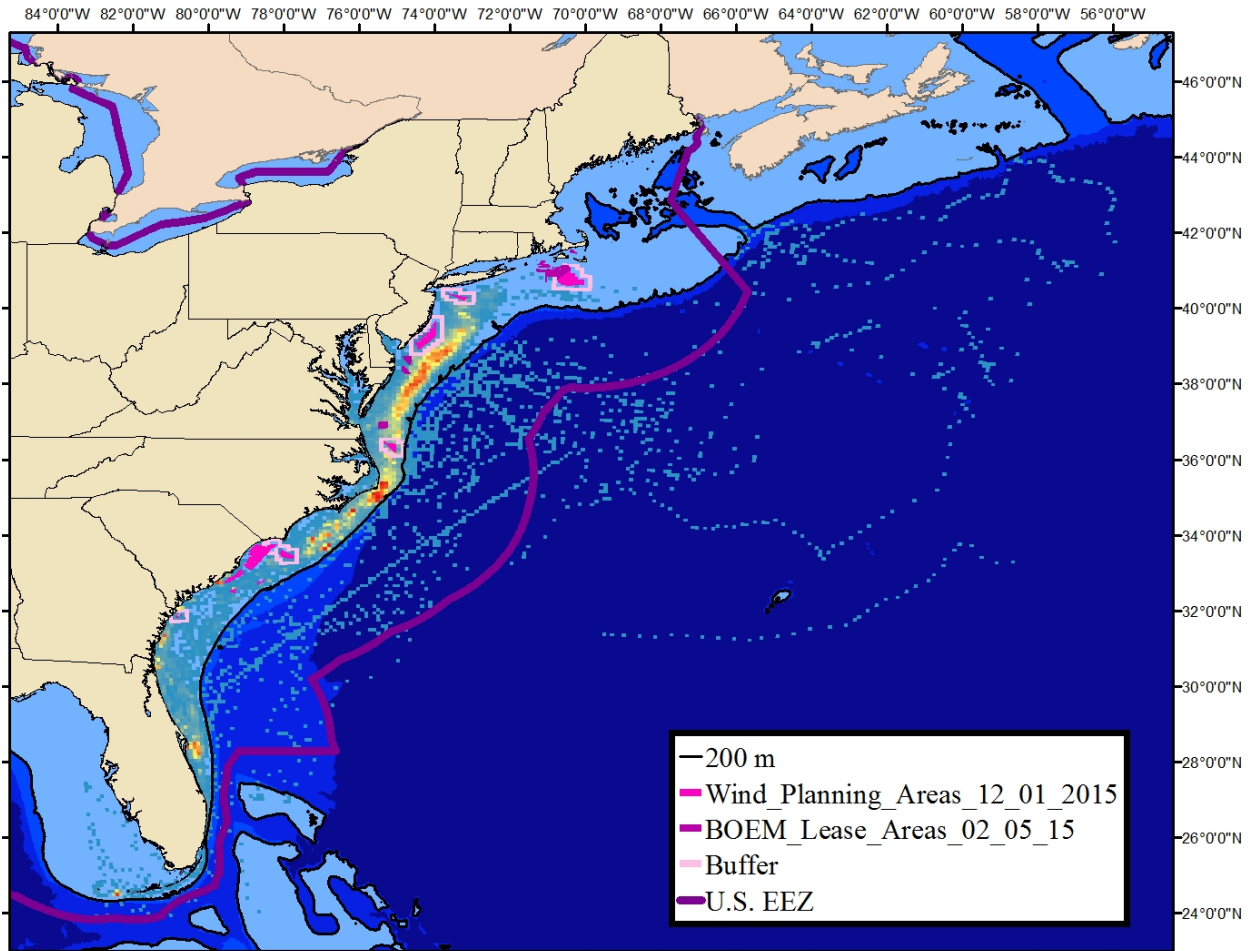 84°0'0"W 82°0'0"W 80°0'0"W 78°0'0"W 76°0'0"W 74°0'0"W 72°0'0"W 70°0'0"W 68°0'0"W 66°0'0"W 64°0'0"W 62°0'0"W 60°0'0"W 58°0'0"W 56°0'0"W
46°0'0"N
44°0'0"N
42°0'0"N
40°0'0"N
38°0'0"N
36°0'0"N
34°0'0"N
32°0'0"N
30°0'0"N
28°0'0"N
26°0'0"N
24°0'0"N
200 m
Wind_Planning_Areas_12_01_2015
BOEM_Lease_Areas_02_05_15
Buffer
U.S. EEZ